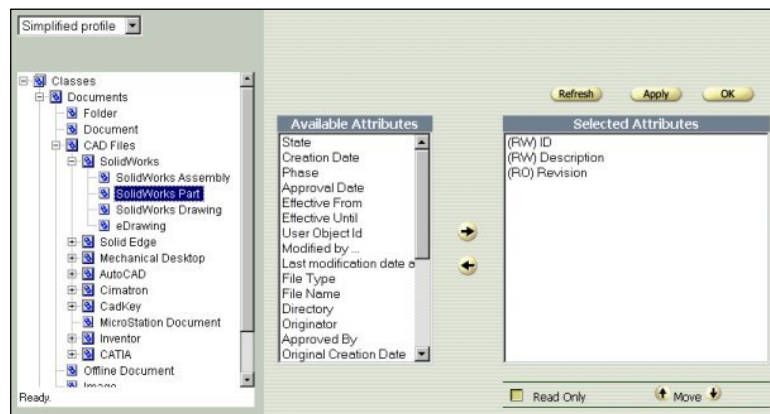 Simplified profile
Classes
Documents
Folder
Document
CAD Files
SolidWorks
SolidWorks Assembly
SolidWorks Part
SolidWorks Drawing
eDrawing
Solid Edge
Mechanical Desktop
AutoCAD
Cimatron
CadKey
MicroStation Document
Inventor
CATIA
Offline Document
Image
Ready.
Available Attributes
State
Creation Date
Phase
Approval Date
Effective From
Effective Until
User Object Id
Modified by ...
Last modification date a
File Type
File Name
Directory
Originator
Approved By
Original Creation Date
Refresh Apply OK
Selected Attributes
(RW) ID
(RW) Description
(RO) Revision
Read Only Move